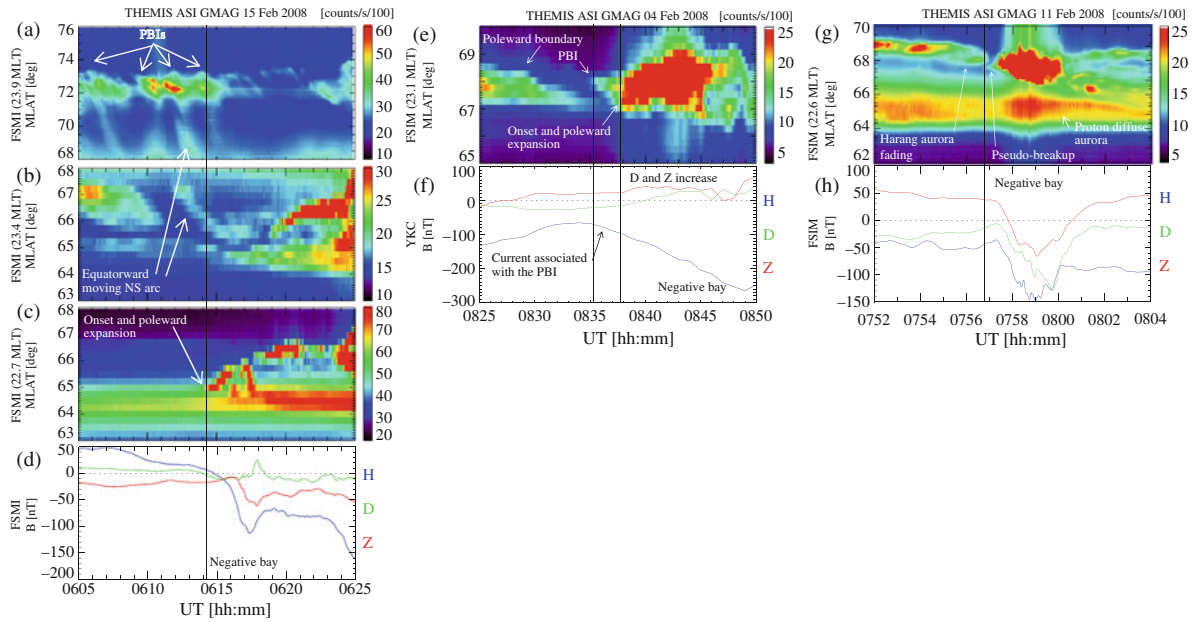 THEMIS ASI GMAG 15 Feb 2008 [counts/s/100]
(a)
PBIs
FSMI (23.9 MLT)
MLAT [deg]
76
74
72
70
68
60
50
40
30
20
10
(b)
Equatorward
moving NS arc
FSMI (23.4 MLT)
MLAT [deg]
68
67
66
65
64
63
30
25
20
15
10
(c)
Onset and poleward
expansion
FSMI (22.7 MLT)
MLAT [deg]
68
67
66
65
64
63
80
70
60
50
40
30
20
(d)
FSMI
B [nT]
50
0
−50
−100
−150
−200
H
D
Z
Negative bay
0605
0610
0615
0620
0625
UT [hh:mm]
THEMIS ASI GMAG 04 Feb 2008 [counts/s/100]
(e)
Poleward boundary
PBI
Onset and poleward
expansion
FSIM (23.1 MLT)
MLAT [deg]
69
68
67
66
65
25
20
15
10
5
(f)
D and Z increase
Current associated
with the PBI
Negative bay
YKC
B [nT]
100
0
−100
−200
−300
H
D
Z
0825
0830
0835
0840
0845
0850
UT [hh:mm]
THEMIS ASI GMAG 11 Feb 2008 [counts/s/100]
(g)
Harang aurora
fading
Pseudo-breakup
Proton diffuse
aurora
FSIM (22.6 MLT)
MLAT [deg]
70
68
66
64
62
25
20
15
10
5
(h)
Negative bay
FSIM
B [nT]
100
50
0
−50
−100
−150
H
D
Z
0752
0754
0756
0758
0800
0802
0804
UT [hh:mm]